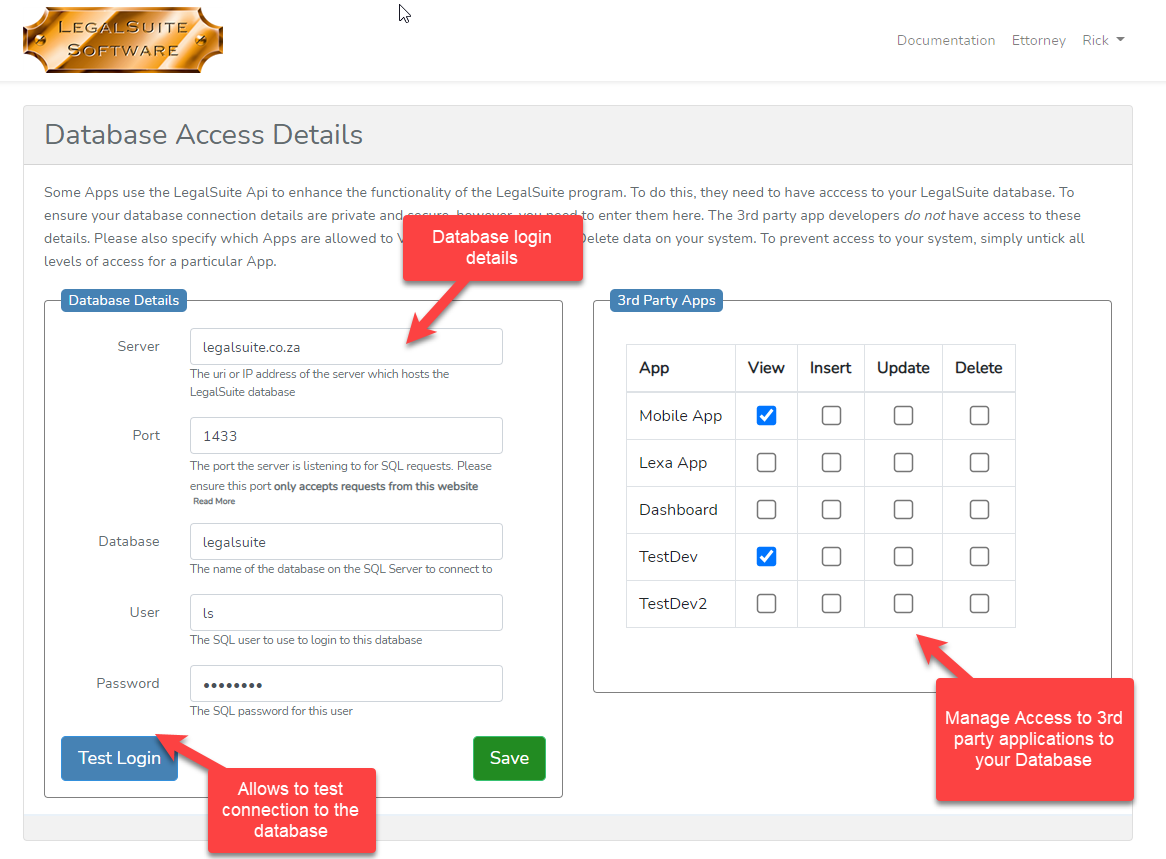 LEGALSUITE
SOFTWARE
Documentation Ettorney Rick
Database Access Details
Some Apps use the LegalSuite Api to enhance the functionality of the LegalSuite program. To do this, they need to have acccess to your LegalSuite database. To
ensure your database connection details are private and secure, however, you need to enter them here. The 3rd party app developers do not have access to these
details. Please also specify which Apps are allowed to V Delete data on your system. To prevent access to your system, simply untick all
levels of access for a particular App.
Database login
details
Database Details
Server legalsuite.co.za
The uri or IP address of the server which hosts the
LegalSuite database
Port 1433
The port the server is listening to for SQL requests. Please
ensure this port only accepts requests from this website
Read More
Database legalsuite
The name of the database on the SQL Server to connect to
User ls
The SQL user to use to login to this database
Password ••••••••
The SQL password for this user
Test Login Save
Allows to test
connection to the
database
3rd Party Apps
App View Insert Update Delete
Mobile App
Lexa App
Dashboard
TestDev
TestDev2
Manage Access to 3rd
party applications to
your Database